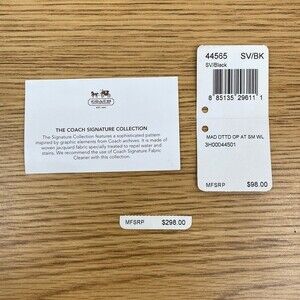 COACH
THE COACH SIGNATURE COLLECTION
The Signature Collection features a sophisticated pattern
inspired by graphic elements from Coach archives. It is made of
woven jacquard fabric specially treated to repel water and
stains. We recommend the use of Coach Signature Fabric
Cleaner with this collection.
44565 SV/BK
SV/Black
8 85135 29611 1
MAD DTTD OP AT SM WL
3H00044501
MFSRP $98.00
MFSRP $298.00